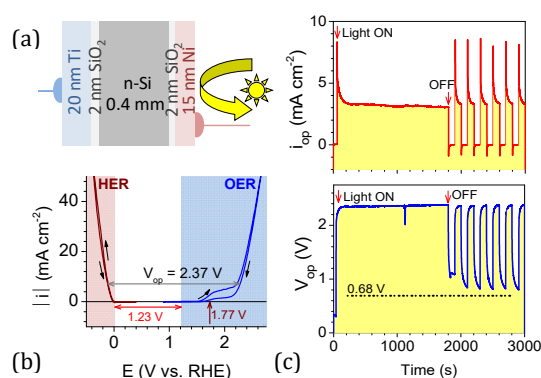 (a)
20 nm Ti
2 nm SiO2
n-Si
0.4 mm
2 nm SiO2
15 nm Ni
HER
OER
Vop = 2.37 V
1.23 V
1.77 V
40
20
0
0
1
2
| i | (mA cm-2)
E (V vs. RHE)
(b)
(c)
10
5
0
iop (mA cm-2)
Light ON
OFF
2
1
0
Vop (V)
Light ON
OFF
0.68 V
0
1000
2000
3000
Time (s)